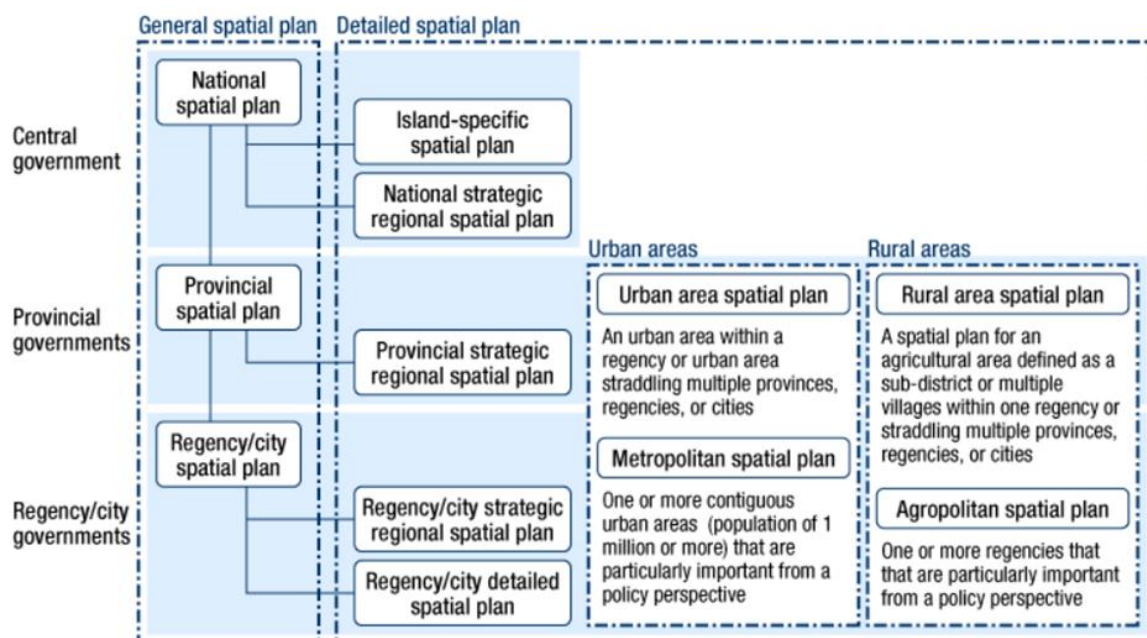 General spatial plan
Detailed spatial plan
Central
government
National
spatial plan
Island-specific
spatial plan
National strategic
regional spatial plan
Provincial
governments
Provincial
spatial plan
Provincial strategic
regional spatial plan
Regency/city
governments
Regency/city
spatial plan
Regency/city strategic
regional spatial plan
Regency/city detailed
spatial plan
Urban areas
Urban area spatial plan
An urban area within a
regency or urban area
straddling multiple provinces,
regencies, or cities
Metropolitan spatial plan
One or more contiguous
urban areas (population of 1
million or more) that are
particularly important from a
policy perspective
Rural areas
Rural area spatial plan
A spatial plan for an
agricultural area defined as a
sub-district or multiple
villages within one regency or
straddling multiple provinces,
regencies, or cities
Agropolitan spatial plan
One or more regencies that
that are particularly important
from a policy perspective